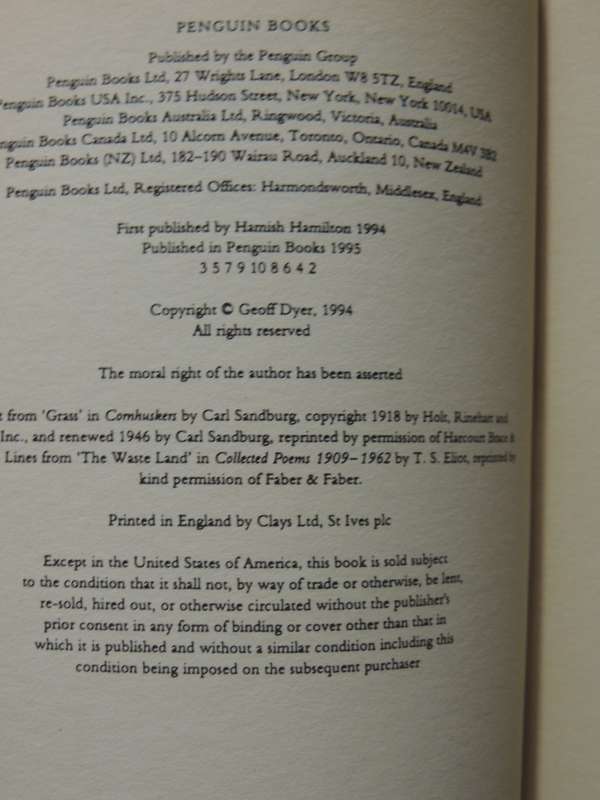 PENGUIN BOOKS
Published by the Penguin Group
Penguin Books Ltd, 27 Wrights Lane, London W8 5TZ, England
Penguin Books USA Inc., 375 Hudson Street, New York, New York 10014, USA
Penguin Books Australia Ltd, Ringwood, Victoria, Australia
nguin Books Canada Ltd, 10 Alcorn Avenue, Toronto, Ontario, Canada M4V 3B2
Penguin Books (NZ) Ltd, 182–190 Wairau Road, Auckland 10, New Zealand
Penguin Books Ltd, Registered Offices: Harmondsworth, Middlesex, England
First published by Hamish Hamilton 1994
Published in Penguin Books 1995
3 5 7 9 10 8 6 4 2
Copyright © Geoff Dyer, 1994
All rights reserved
The moral right of the author has been asserted
from 'Grass' in Cornhuskers by Carl Sandburg, copyright 1918 by Holt, Rinehart and
Inc., and renewed 1946 by Carl Sandburg, reprinted by permission of Harcourt Brace &
Lines from 'The Waste Land' in Collected Poems 1909–1962 by T. S. Eliot, reprinted by
kind permission of Faber & Faber.
Printed in England by Clays Ltd, St Ives plc
Except in the United States of America, this book is sold subject
to the condition that it shall not, by way of trade or otherwise, be lent,
re-sold, hired out, or otherwise circulated without the publisher's
prior consent in any form of binding or cover other than that in
which it is published and without a similar condition including this
condition being imposed on the subsequent purchaser